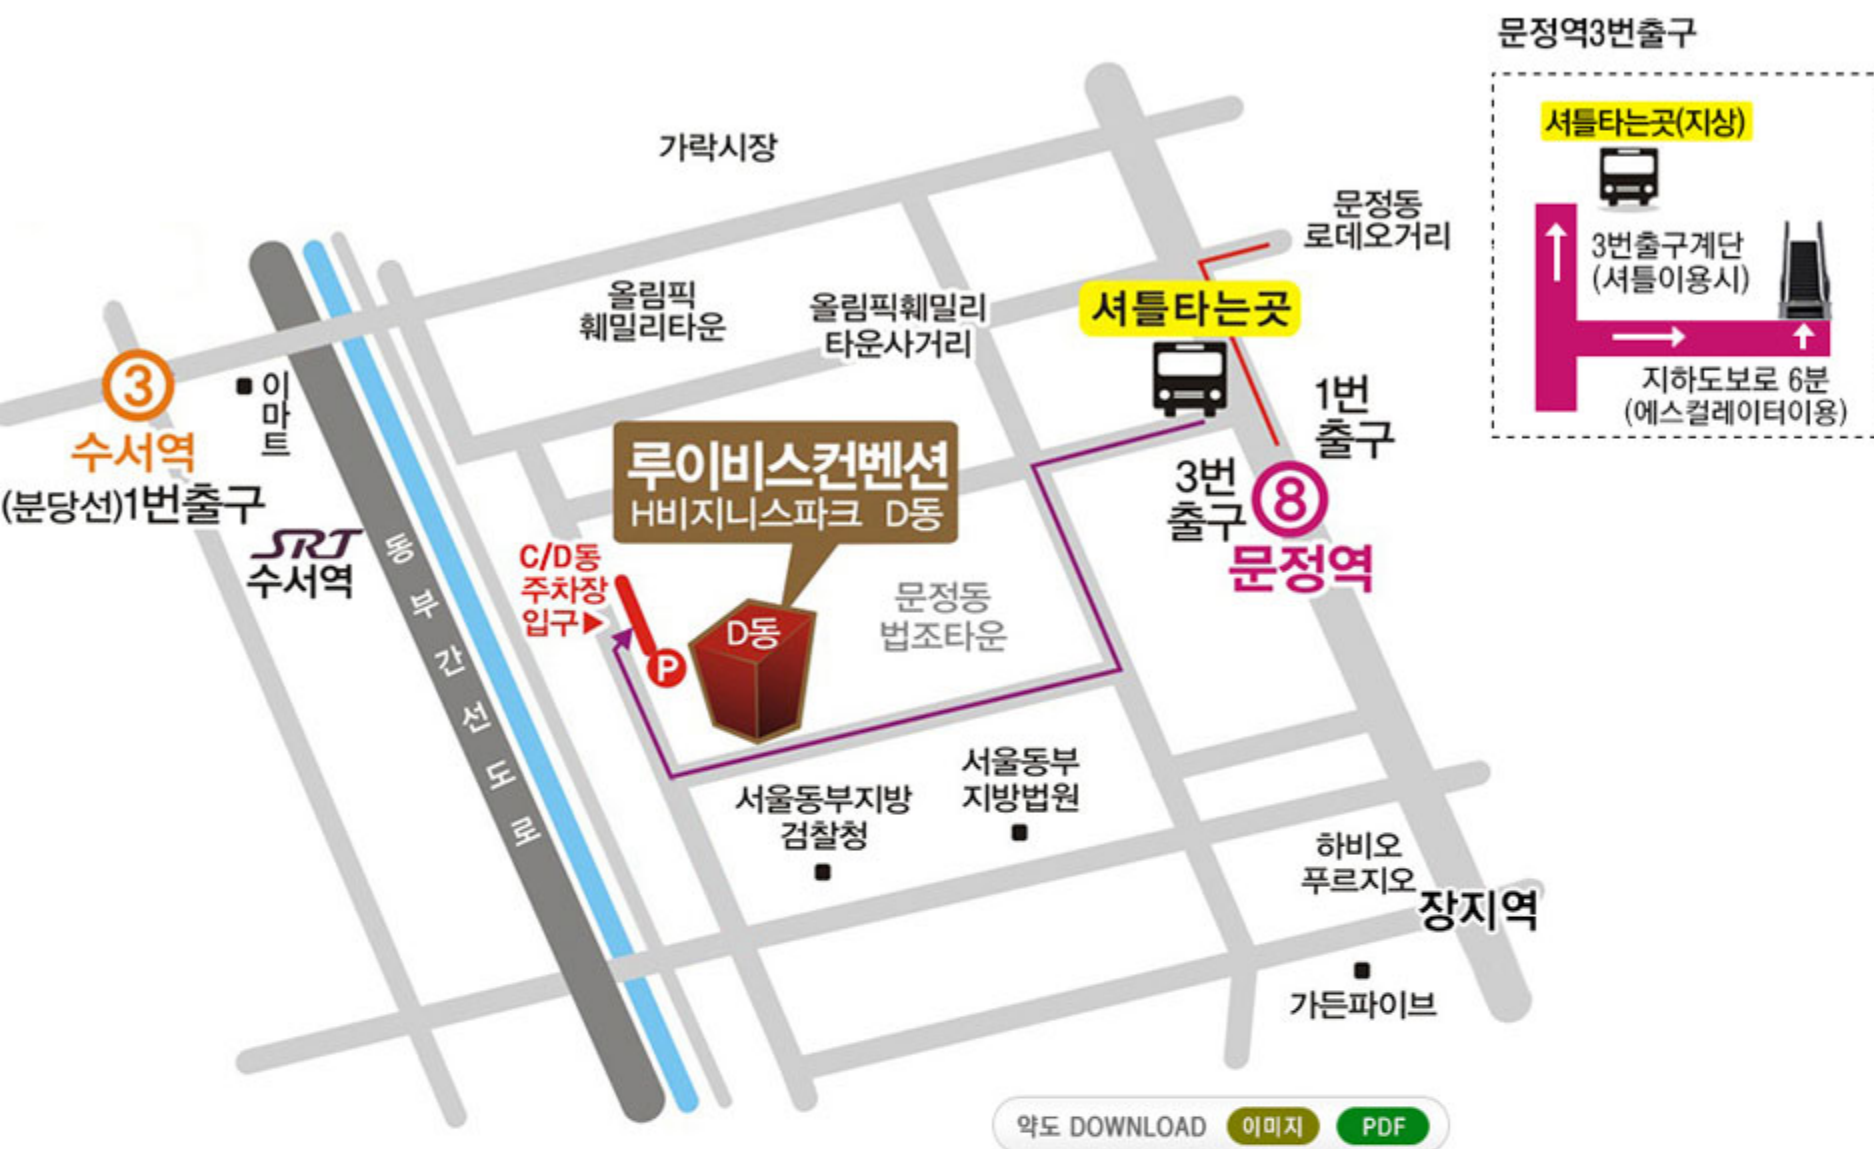 문정역3번출구
셔틀타는곳(지상)
3번출구계단
(셔틀이용시)
지하도보로 6분
(에스컬레이터이용)
가락시장
문정동
로데오거리
올림픽
훼밀리타운
올림픽훼밀리
타운사거리
셔틀타는곳
3
수서역
(분당선)1번출구
이마트
SRT
수서역
동부간선도로
루이비스컨벤션
H비지니스파크 D동
1번
출구
3번
출구
8
문정역
C/D동
주차장
입구▶
P
D동
문정동
법조타운
서울동부지방
검찰청
서울동부
지방법원
하비오
푸르지오
장지역
가든파이브
약도 DOWNLOAD 이미지 PDF